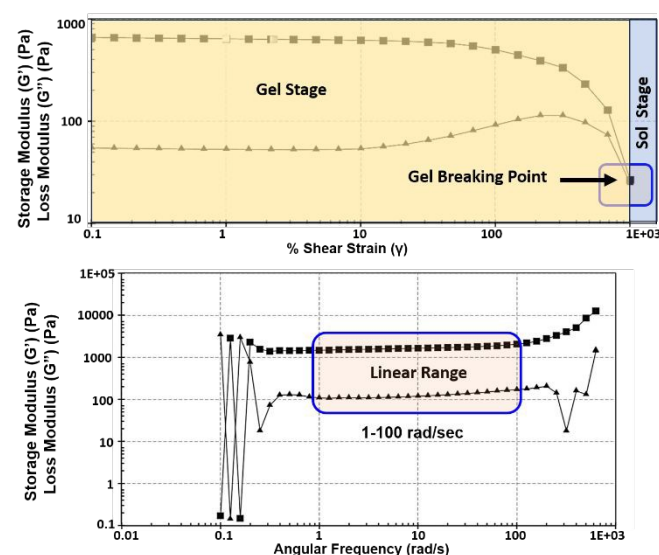 Storage Modulus (G') (Pa)
Loss Modulus (G'') (Pa)
1000
100
10
Gel Stage
Gel Breaking Point
Sol Stage
0.1 1 10 100 1E+03
% Shear Strain (γ)
Storage Modulus (G') (Pa)
Loss Modulus (G'') (Pa)
1E+05
10000
1000
100
10
1
0.1
Linear Range
1-100 rad/sec
0.01 0.1 1 10 100 1E+03
Angular Frequency (rad/s)